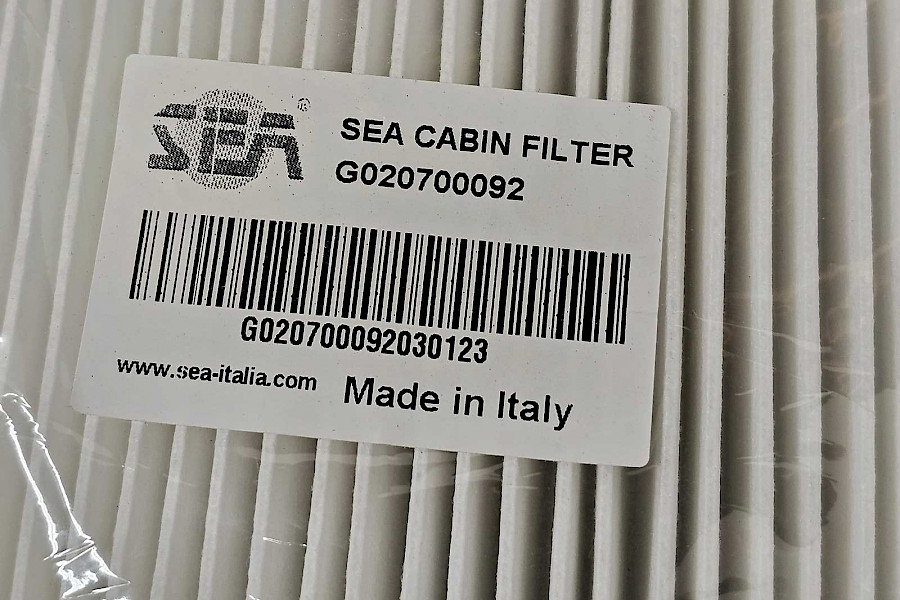 SEA ®
SEA CABIN FILTER
G020700092
G020700092030123
www.sea-italia.com
Made in Italy